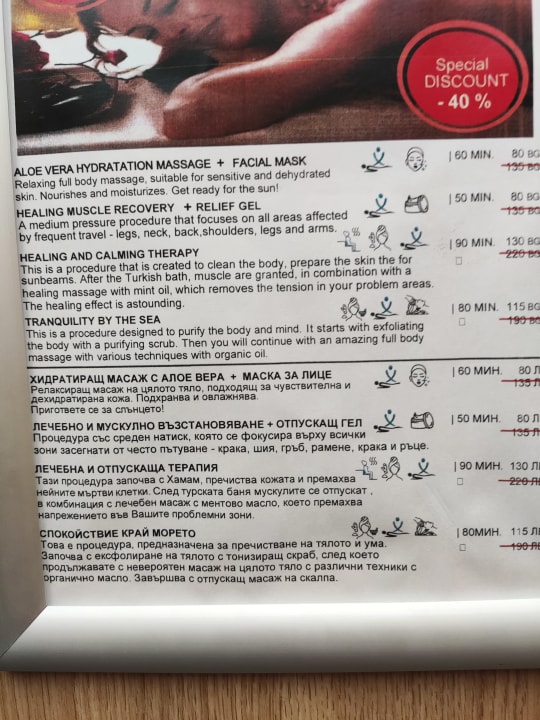 Special
DISCOUNT
- 40 %
ALOE VERA HYDRATATION MASSAGE + FACIAL MASK | 60 MIN. 80 BG
135 BG
Relaxing full body massage, suitable for sensitive and dehydrated
skin. Nourishes and moisturizes. Get ready for the sun!
HEALING MUSCLE RECOVERY + RELIEF GEL | 50 MIN. 80 BG
135 BG
A medium pressure procedure that focuses on all areas affected
by frequent travel - legs, neck, back,shoulders, legs and arms.
HEALING AND CALMING THERAPY | 90 MIN. 130 BG
220 BG
This is a procedure that is created to clean the body, prepare the skin the for
sunbeams. After the Turkish bath, muscle are granted, in combination with a
healing massage with mint oil, which removes the tension in your problem areas.
The healing effect is astounding.
TRANQUILITY BY THE SEA | 80 MIN. 115 BG
190 BG
This is a procedure designed to purify the body and mind. It starts with exfoliating
the body with a purifying scrub. Then you will continue with an amazing full body
massage with various techniques with organic oil.
ХИДРАТИРАЩ МАСАЖ С АЛОЕ ВЕРА + МАСКА ЗА ЛИЦЕ | 60 МИН. 80 Л
135 Л
Релаксиращ масаж на цялото тяло, подходящ за чувствителна и
дехидратирана кожа. Подхранва и овлажнява.
Пригответе се за слънцето!
ЛЕЧЕБНО И МУСКУЛНО ВЪЗСТАНОВЯВАНЕ + ОТПУСКАЩ ГЕЛ | 50 МИН. 80 Л
135 Л
Процедура със среден натиск, която се фокусира върху всички
зони засегнати от често пътуване - крака, шия, гръб, рамене, крака и ръце.
ЛЕЧЕБНА И ОТПУСКАЩА ТЕРАПИЯ | 90 МИН. 130 ЛЕ
220 ЛЕ
Тази процедура започва с Хамам, пречиства кожата и премахва
нейните мъртви клетки. След турската баня мускулите се отпускат ,
в комбинация с лечебен масаж с ментово масло, което премахва
напрежението във Вашите проблемни зони.
СПОКОЙСТВИЕ КРАЙ МОРЕТО | 80МИН. 115 ЛЕ
190 ЛЕ
Това е процедура, предназначена за пречистване на тялото и ума.
Започва с ексфолиране на тялото с тонизиращ скраб, след което
продължавате с невероятен масаж на цялото тяло с различни техники с
органично масло. Завършва с отпускащ масаж на скалпа.